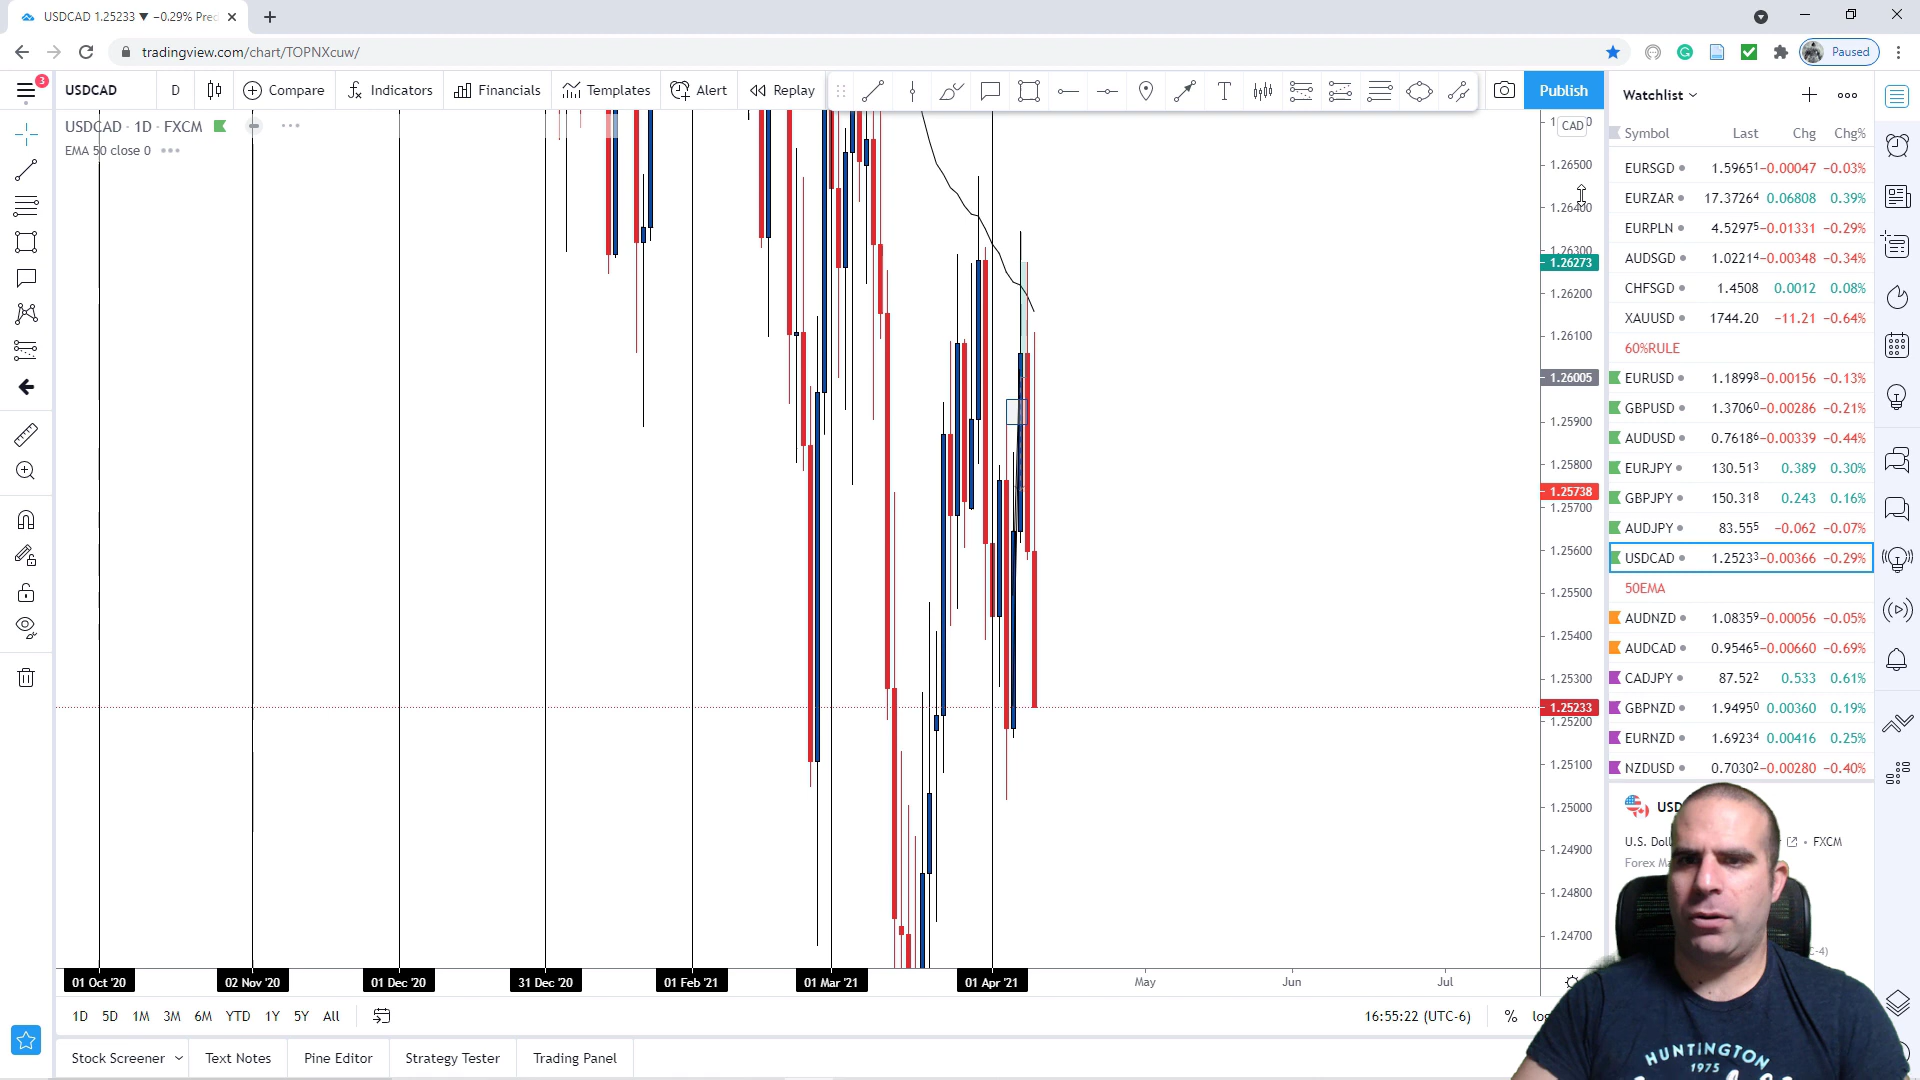 USDCAD 1.25233 ▼ −0.29% Prec
tradingview.com/chart/TOPNXcuw/
Paused
3
USDCAD
D
Compare
Indicators
Financials
Templates
Alert
Replay
T
Publish
USDCAD · 1D · FXCM
EMA 50 close 0
CAD
1.26500
1.26400
1.26300
1.26273
1.26200
1.26100
1.26005
1.25900
1.25800
1.25738
1.25700
1.25600
1.25500
1.25400
1.25300
1.25233
1.25200
1.25100
1.25000
1.24900
1.24800
1.24700
01 Oct '20
02 Nov '20
01 Dec '20
31 Dec '20
01 Feb '21
01 Mar '21
01 Apr '21
May
Jun
Jul
1D 5D 1M 3M 6M YTD 1Y 5Y All
16:55:22 (UTC-6)
%
Stock Screener
Text Notes
Pine Editor
Strategy Tester
Trading Panel
Watchlist
Symbol Last Chg Chg%
EURSGD 1.59651 −0.00047 −0.03%
EURZAR 17.37264 0.06808 0.39%
EURPLN 4.52975 −0.01331 −0.29%
AUDSGD 1.02214 −0.00348 −0.34%
CHFSGD 1.4508 0.0012 0.08%
XAUUSD 1744.20 −11.21 −0.64%
60%RULE
EURUSD 1.18998 −0.00156 −0.13%
GBPUSD 1.37060 −0.00286 −0.21%
AUDUSD 0.76186 −0.00339 −0.44%
EURJPY 130.513 0.389 0.30%
GBPJPY 150.318 0.243 0.16%
AUDJPY 83.555 −0.062 −0.07%
USDCAD 1.25233 −0.00366 −0.29%
50EMA
AUDNZD 1.08359 −0.00056 −0.05%
AUDCAD 0.95465 −0.00660 −0.69%
CADJPY 87.522 0.533 0.61%
GBPNZD 1.94950 0.00360 0.19%
EURNZD 1.69234 0.00416 0.25%
NZDUSD 0.70302 −0.00280 −0.40%
U.S. Doll
• FXCM
Forex
HUNTINGTON
1975